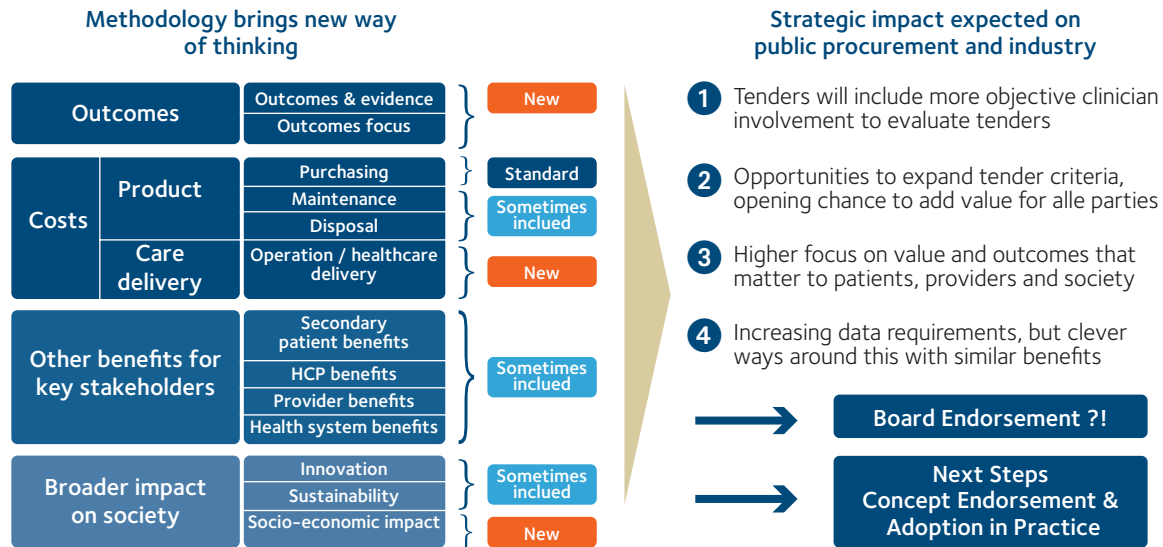 Methodology brings new way
of thinking
Outcomes
Outcomes & evidence
Outcomes focus
New
Costs
Product
Purchasing
Standard
Maintenance
Disposal
Sometimes
inclued
Care
delivery
Operation / healthcare
delivery
New
Other benefits for
key stakeholders
Secondary
patient benefits
HCP benefits
Provider benefits
Health system benefits
Sometimes
inclued
Broader impact
on society
Innovation
Sustainability
Sometimes
included
Socio-economic impact
New
Strategic impact expected on
public procurement and industry
1 Tenders will include more objective clinician
involvement to evaluate tenders
2 Opportunities to expand tender criteria,
opening chance to add value for alle parties
3 Higher focus on value and outcomes that
matter to patients, providers and society
4 Increasing data requirements, but clever
ways around this with similar benefits
Board Endorsement ?!
Next Steps
Concept Endorsement &
Adoption in Practice